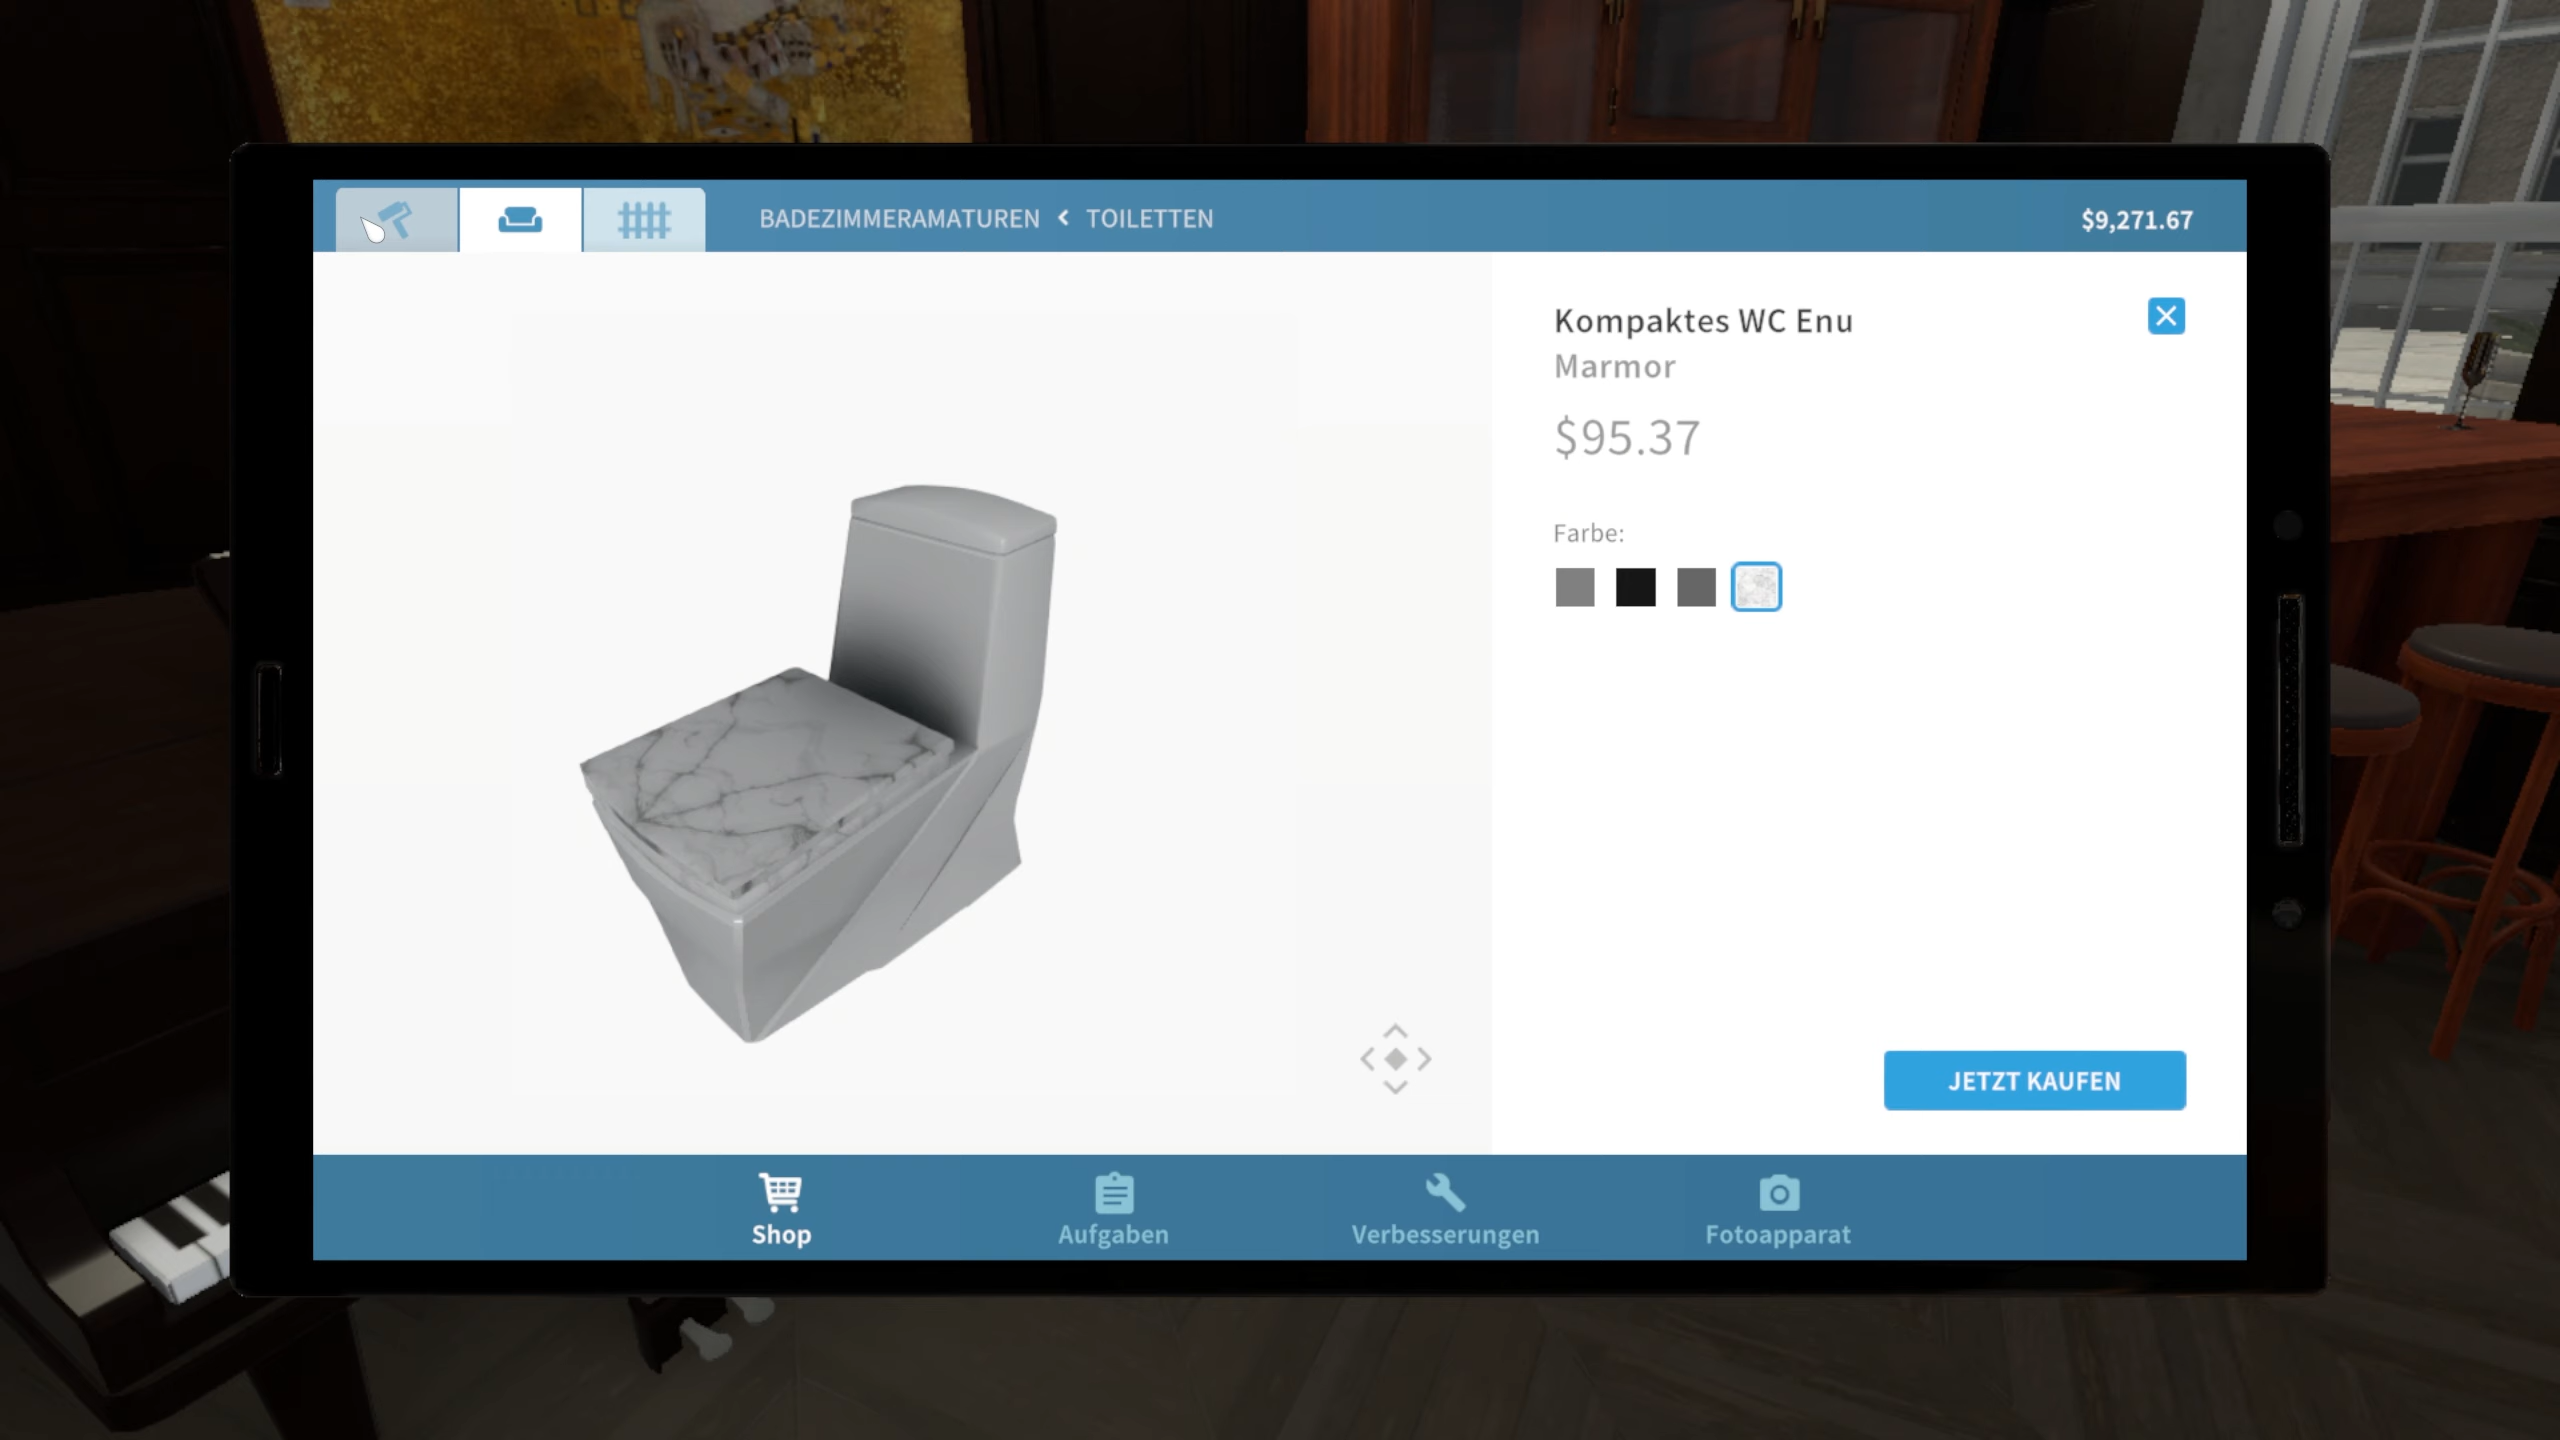 BADEZIMMERAMATUREN < TOILETTEN
$9,271.67
Kompaktes WC Enu
Marmor
$95.37
Farbe:
JETZT KAUFEN
Shop
Aufgaben
Verbesserungen
Fotoapparat